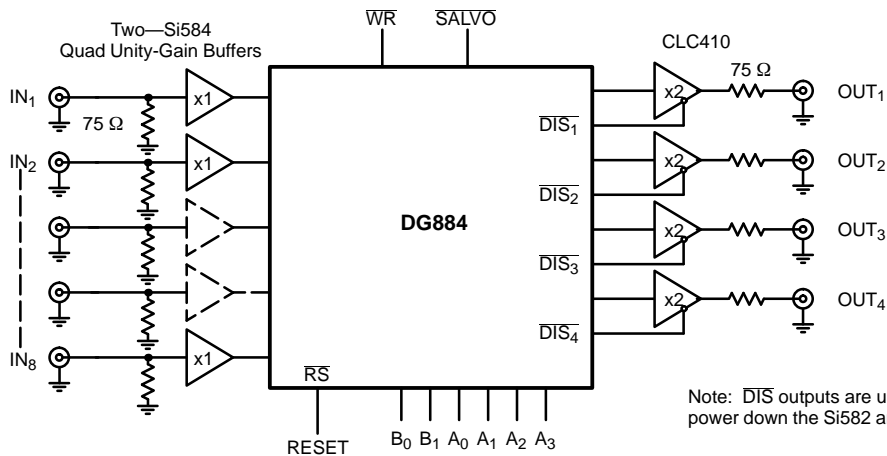 WR SALVO
Two—Si584
Quad Unity-Gain Buffers
CLC410
IN1 75 Ω x1
IN2 x1
IN8 x1
DG884
x2 75 Ω OUT1
DIS1
x2 OUT2
DIS2
x2 OUT3
DIS3
x2 OUT4
DIS4
RS
RESET B0 B1 A0 A1 A2 A3
Note: DIS outputs are
power down the Si582